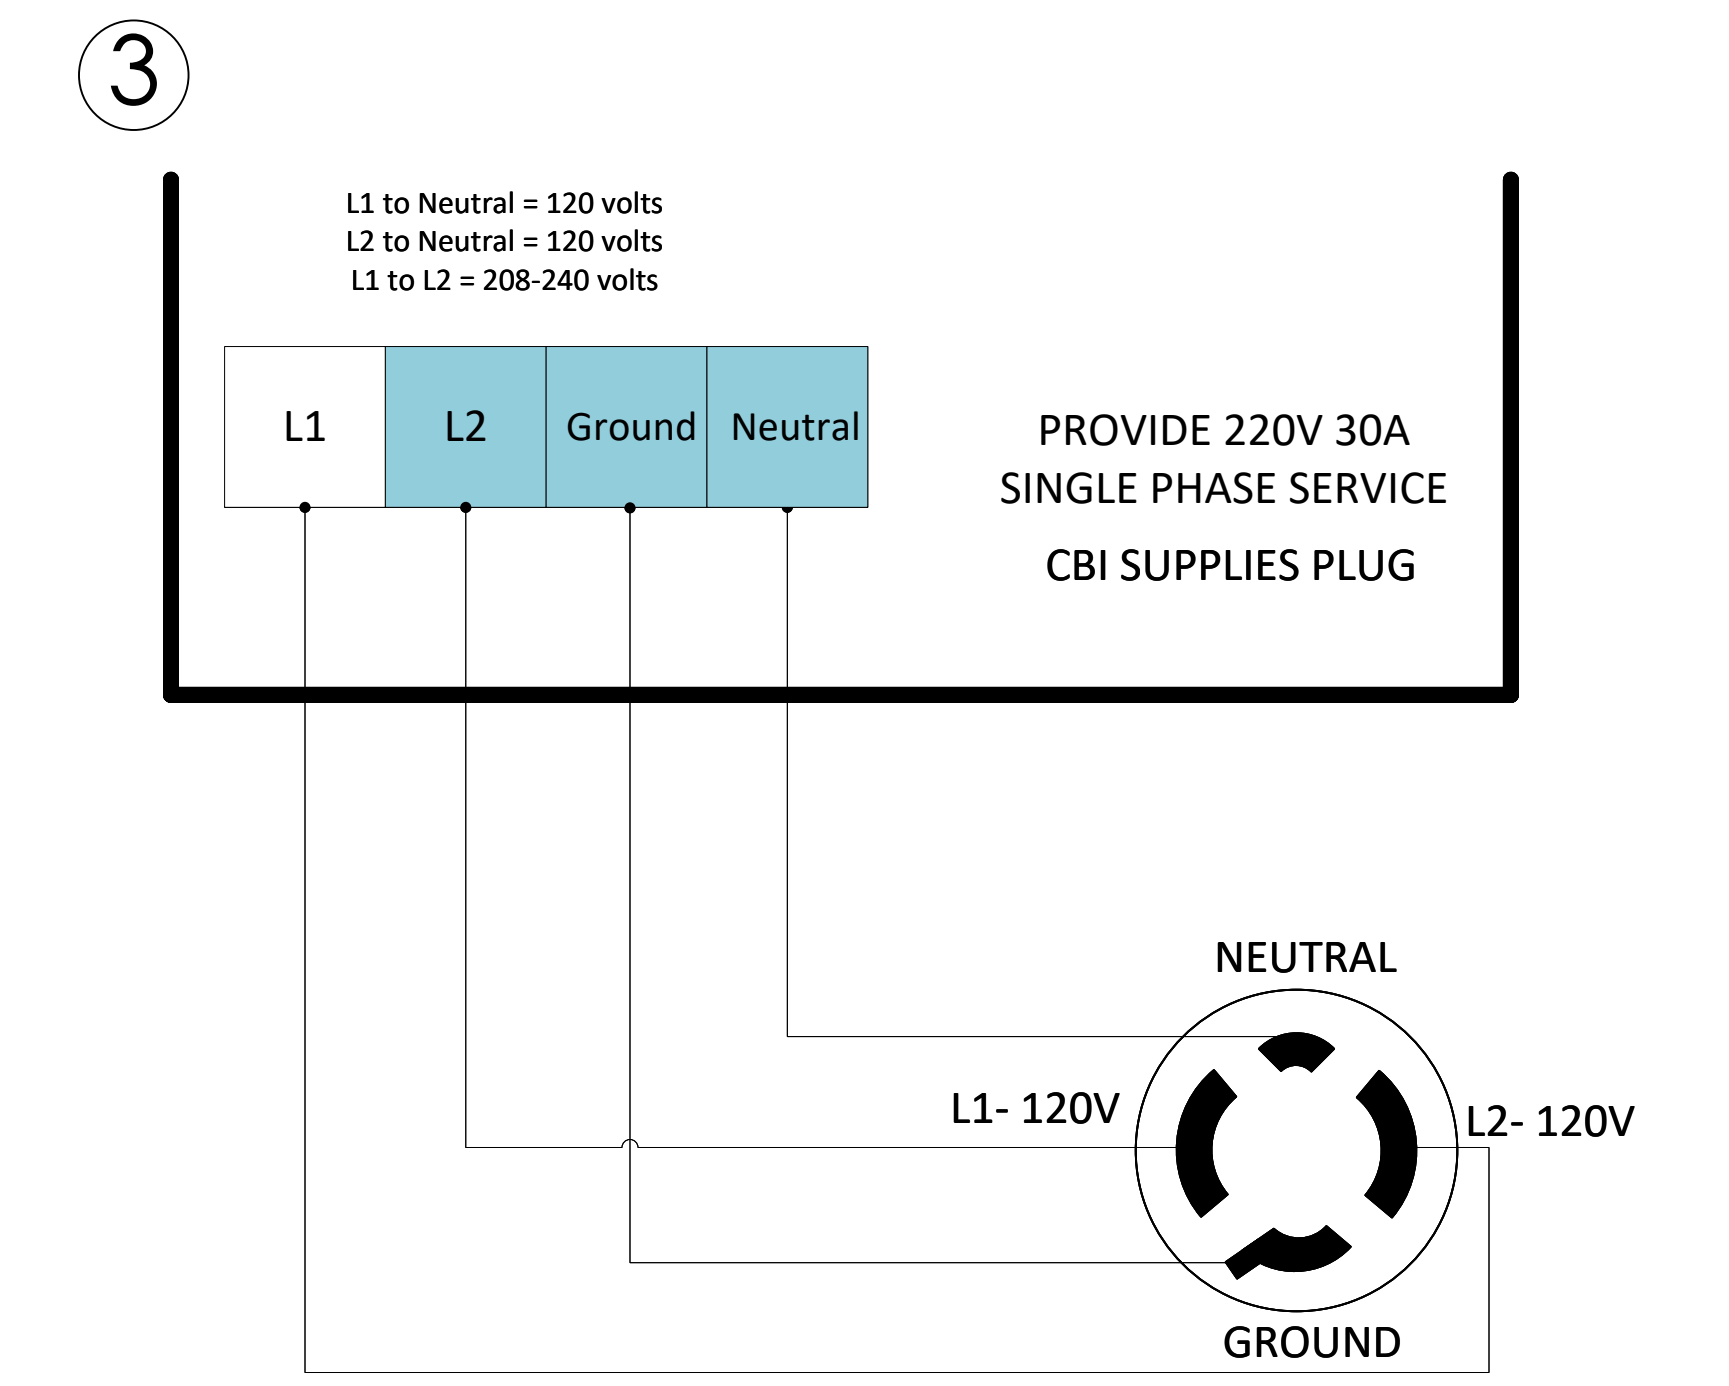 3
L1 to Neutral = 120 volts
L2 to Neutral = 120 volts
L1 to L2 = 208-240 volts
L1 L2 Ground Neutral
PROVIDE 220V 30A
SINGLE PHASE SERVICE
CBI SUPPLIES PLUG
NEUTRAL
L1- 120V
L2- 120V
GROUND